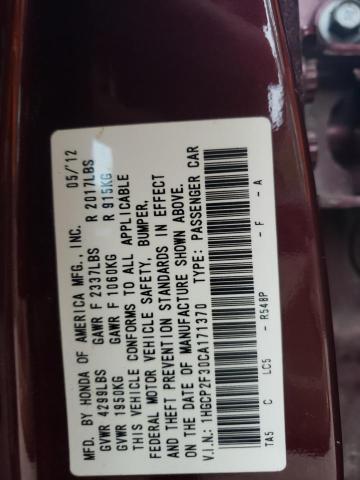 MFD. BY HONDA OF AMERICA MFG., INC. 05/12
GVWR 4299LBS GAWR F 2337LBS R 2017LBS
GVWR 1950KG GAWR F 1060KG R 915KG
THIS VEHICLE CONFORMS TO ALL APPLICABLE
FEDERAL MOTOR VEHICLE SAFETY, BUMPER,
AND THEFT PREVENTION STANDARDS IN EFFECT
ON THE DATE OF MANUFACTURE SHOWN ABOVE.
V.I.N.: 1HGCP2F30CA171370 TYPE: PASSENGER CAR
TA5 C LC5 - R548P - F - A